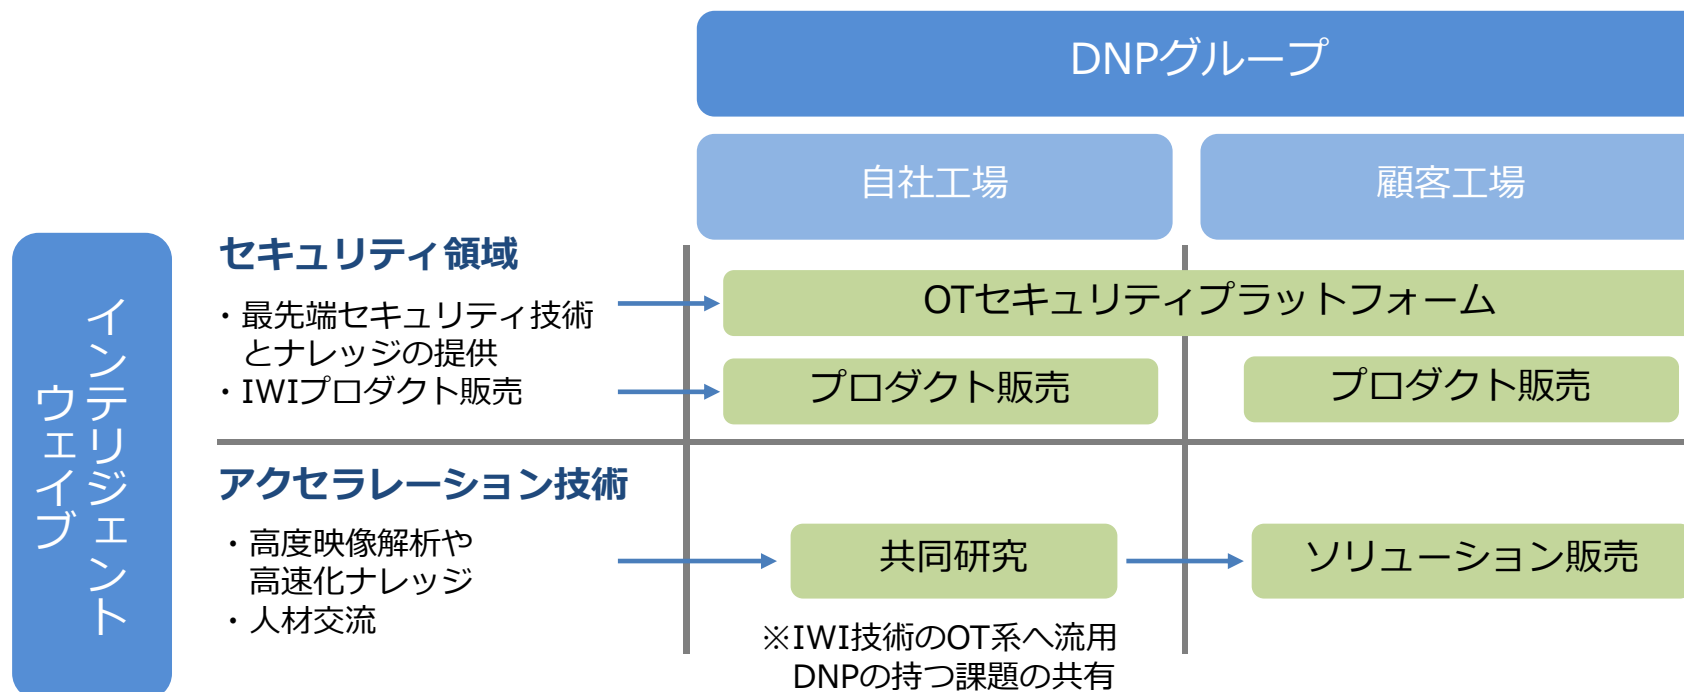 DNPグループ
自社工場
顧客工場
インテリジェント
ウェイブ
セキュリティ領域
・最先端セキュリティ技術
とナレッジの提供
・IWIプロダクト販売
OTセキュリティプラットフォーム
プロダクト販売
プロダクト販売
アクセラレーション技術
・高度映像解析や
高速化ナレッジ
・人材交流
共同研究
ソリューション販売
※IWI技術のOT系へ流用
DNPの持つ課題の共有